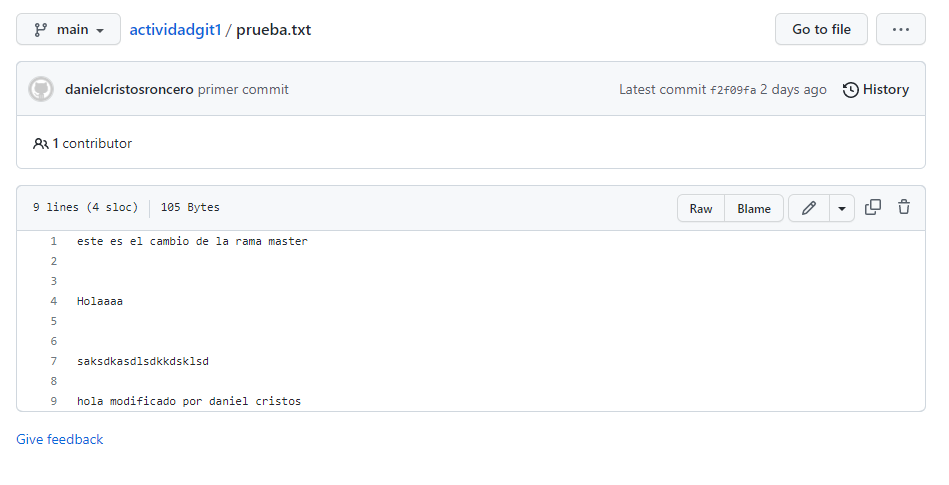 main
actividadgit1 / prueba.txt
Go to file
danielcristosroncero primer commit
Latest commit f2f09fa 2 days ago
History
1 contributor
9 lines (4 sloc)
105 Bytes
Raw
Blame
1 este es el cambio de la rama master
2
3
4 Holaaaa
5
6
7 saksdkasdlsdkkdsklsd
8
9 hola modificado por daniel cristos
Give feedback